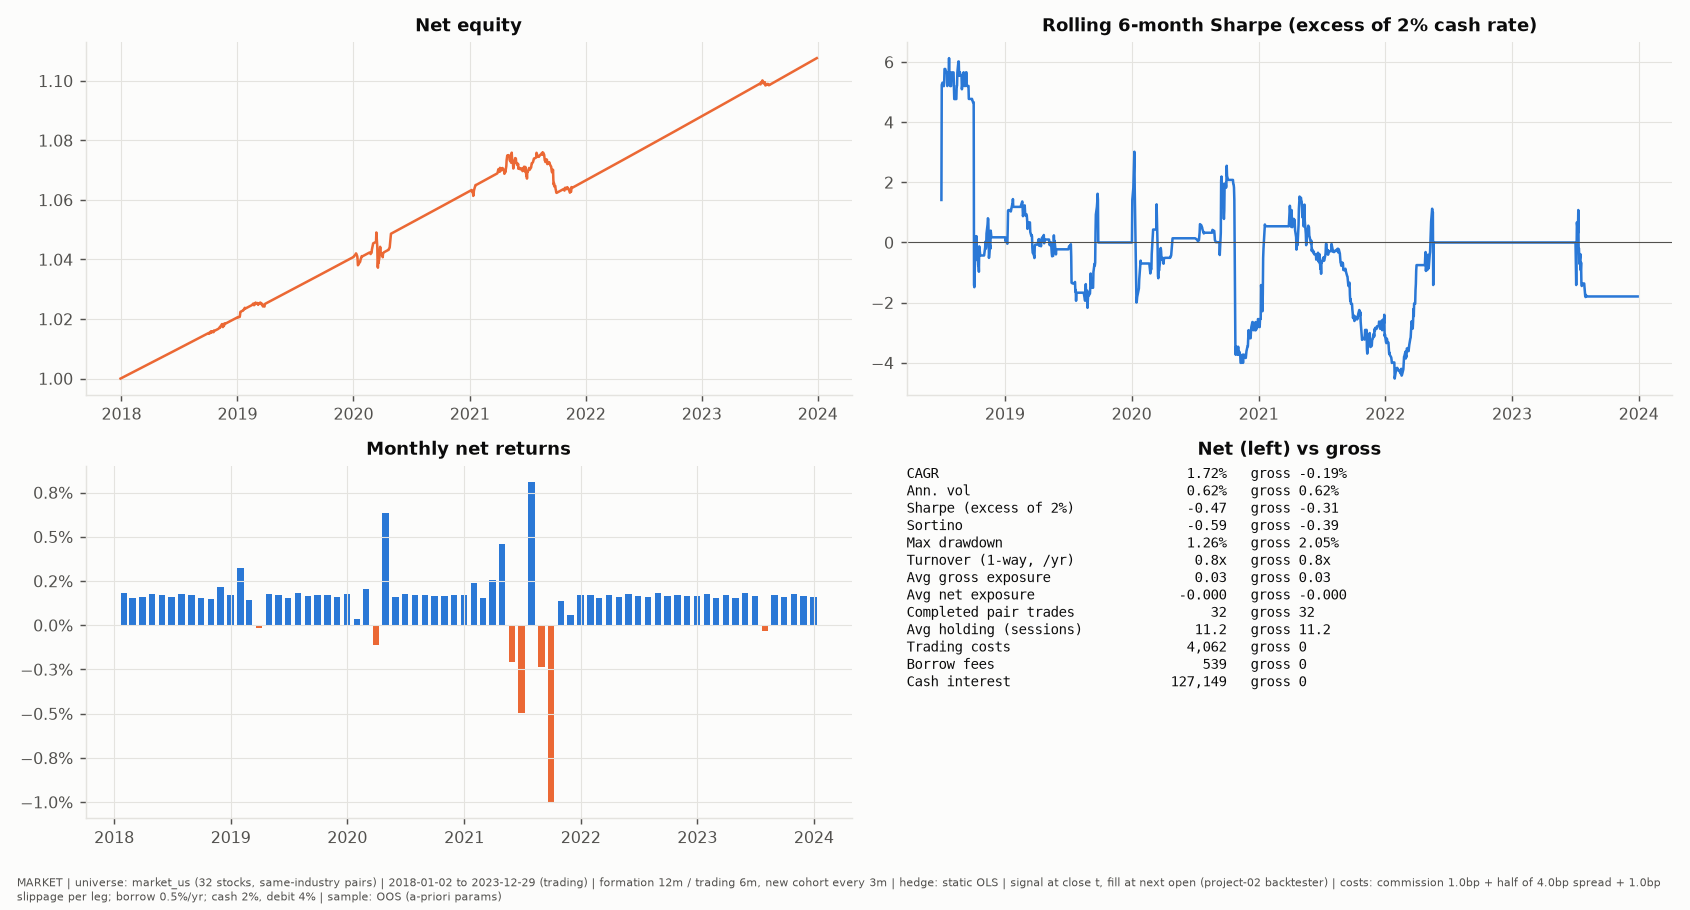 Net equity
1.10
1.08
1.06
1.04
1.02
1.00
2018 2019 2020 2021 2022 2023 2024
Rolling 6-month Sharpe (excess of 2% cash rate)
6
4
2
0
−2
−4
2019 2020 2021 2022 2023 2024
Monthly net returns
0.8%
0.5%
0.2%
0.0%
−0.3%
−0.5%
−0.8%
−1.0%
2018 2019 2020 2021 2022 2023 2024
Net (left) vs gross
CAGR 1.72% gross -0.19%
Ann. vol 0.62% gross 0.62%
Sharpe (excess of 2%) -0.47 gross -0.31
Sortino -0.59 gross -0.39
Max drawdown 1.26% gross 2.05%
Turnover (1-way, /yr) 0.8x gross 0.8x
Avg gross exposure 0.03 gross 0.03
Avg net exposure -0.000 gross -0.000
Completed pair trades 32 gross 32
Avg holding (sessions) 11.2 gross 11.2
Trading costs 4,062 gross 0
Borrow fees 539 gross 0
Cash interest 127,149 gross 0
MARKET | universe: market_us (32 stocks, same-industry pairs) | 2018-01-02 to 2023-12-29 (trading) | formation 12m / trading 6m, new cohort every 3m | hedge: static OLS | signal at close t, fill at next open (project-02 backtester) | costs: commission 1.0bp + half of 4.0bp spread + 1.0bp
slippage per leg; borrow 0.5%/yr; cash 2%, debit 4% | sample: OOS (a-priori params)